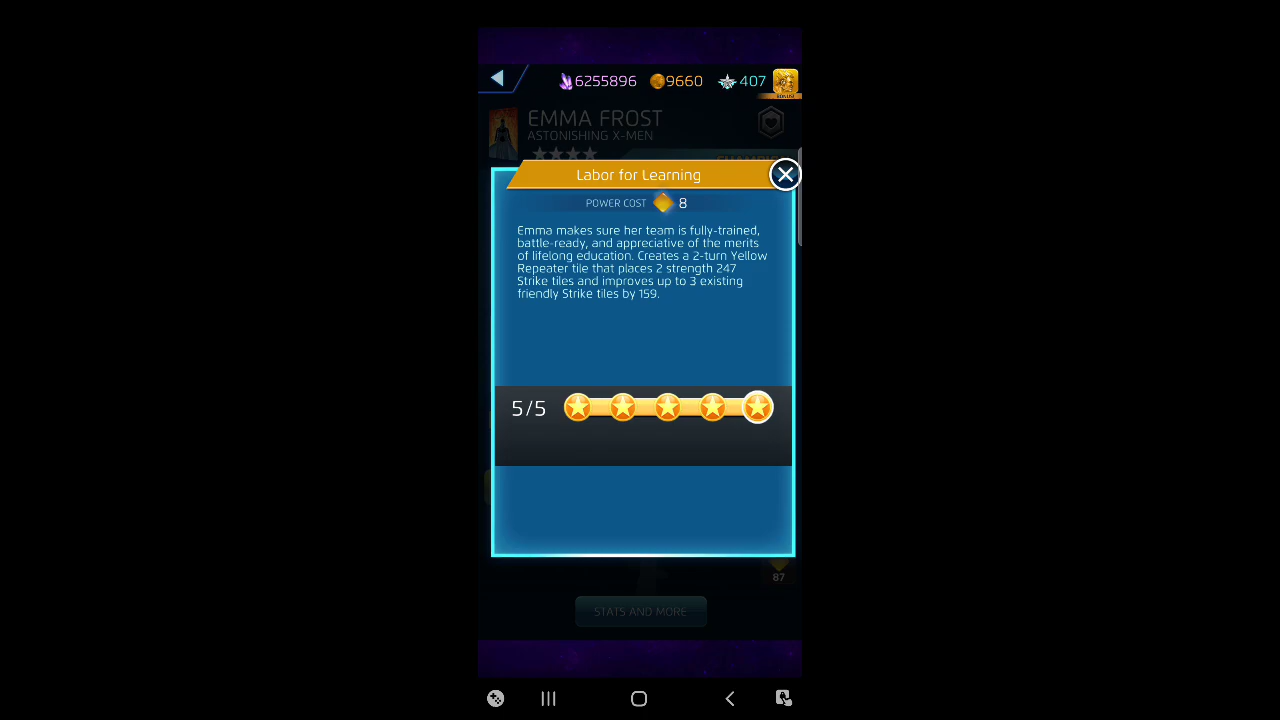 6255896 9660 407
BONUS!
EMMA FROST
ASTONISHING X-MEN
Labor for Learning
POWER COST 8
Emma makes sure her team is fully-trained,
battle-ready, and appreciative of the merits
of lifelong education. Creates a 2-turn Yellow
Repeater tile that places 2 strength 247
Strike tiles and improves up to 3 existing
friendly Strike tiles by 159.
5/5
87
STATS AND MORE